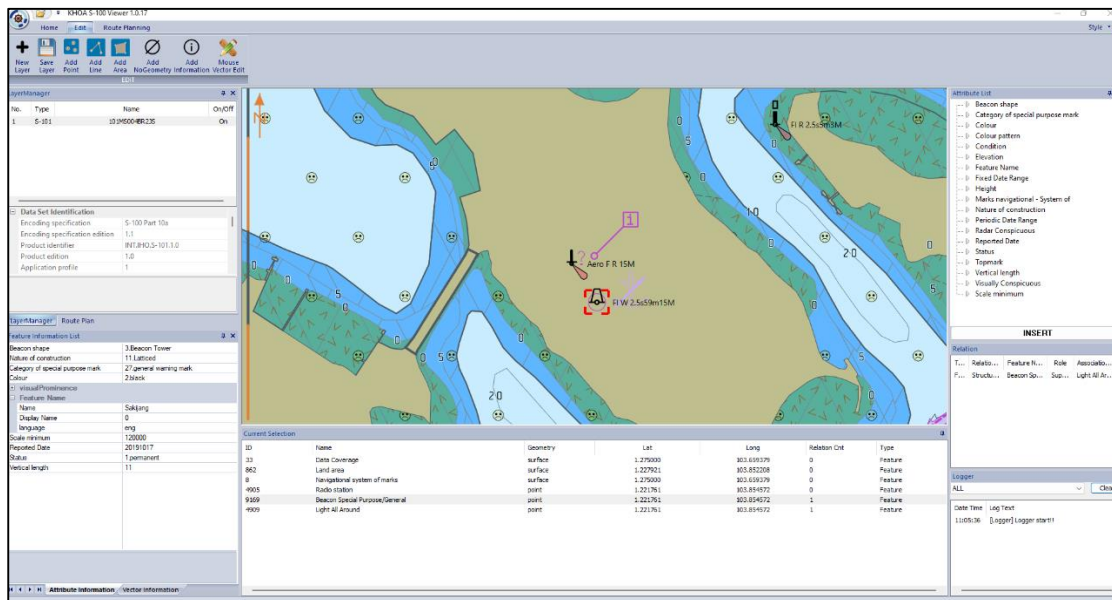 KHOA S-100 Viewer 1.0.17
Home Edit Route Planning Style
New Layer Save Layer Add Point Add Line Add Area Add NoGeometry Add Information Mouse Vector Edit
EDIT
LayerManager
No. Type Name On/Off
1 S-101 On
Data Set Identification
Encoding specification S-100 Part 10a
Encoding specification edition 1.1
Product identifier INT.IHO.S-101.1.0
Product edition 1.0
Application profile 1
LayerManager Route Plan
Feature Information List
Beacon shape 3.Beacon Tower
Nature of construction 11.Latticed
Category of special purpose mark 27.general warning mark
Colour 2.black
visualProminence
Feature Name
Name Sakijang
Display Name 0
language eng
Scale minimum 120000
Reported Date 20191017
Status 1.permanent
Vertical length 11
Attribute Information Vector Information
Fl R 2.5s5m3M
1
?
Aero F R 15M
Fl W 2.5s59m15M
Current Selection
ID Name Geometry Lat Long Relation Cnt Type
33 Data Coverage surface 1.275000 103.659379 0 Feature
862 Land area surface 1.227921 103.852208 0 Feature
8 Navigational system of marks surface 1.275000 103.659379 0 Feature
4905 Radio station point 1.221761 103.854572 0 Feature
9169 Beacon Special Purpose/General point 1.221761 103.854572 1 Feature
4909 Light All Around point 1.221761 103.854572 1 Feature
Attribute List
Beacon shape
Category of special purpose mark
Colour
Colour pattern
Condition
Elevation
Feature Name
Fixed Date Range
Height
Marks navigational - System of
Nature of construction
Periodic Date Range
Radar Conspicuous
Reported Date
Status
Topmark
Vertical length
Visually Conspicuous
Scale minimum
INSERT
Relation
T... Relatio... Feature N... Role Associatio...
F... Structu... Beacon Sp... Sup... Light All Ar...
Logger
ALL Clea
Date Time Log Text
11:05:36 [Logger] Logger start!!